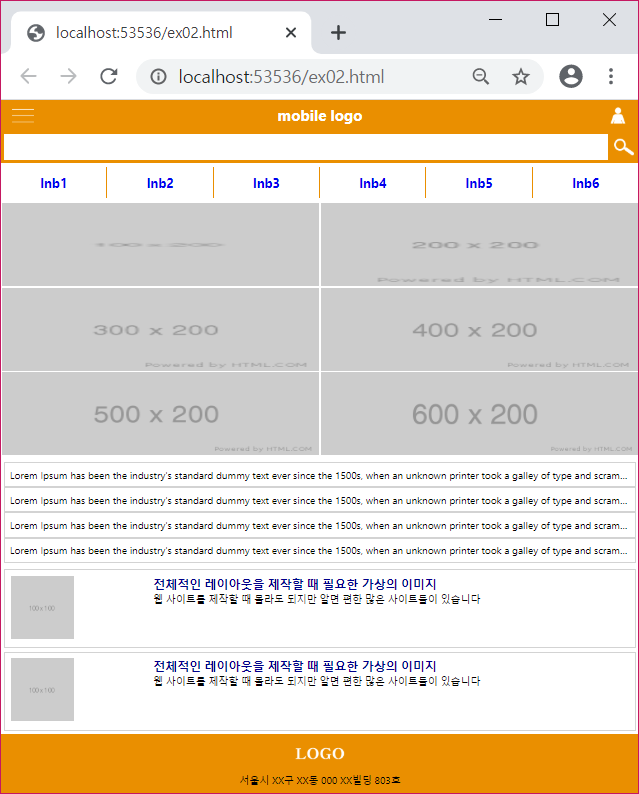 localhost:53536/ex02.html
localhost:53536/ex02.html
mobile logo
lnb1 lnb2 lnb3 lnb4 lnb5 lnb6
100 x 200
200 x 200
Powered by HTML.COM
300 x 200
Powered by HTML.COM
400 x 200
Powered by HTML.COM
500 x 200
Powered by HTML.COM
600 x 200
Powered by HTML.COM
Lorem Ipsum has been the industry's standard dummy text ever since the 1500s, when an unknown printer took a galley of type and scram...
Lorem Ipsum has been the industry's standard dummy text ever since the 1500s, when an unknown printer took a galley of type and scram...
Lorem Ipsum has been the industry's standard dummy text ever since the 1500s, when an unknown printer took a galley of type and scram...
Lorem Ipsum has been the industry's standard dummy text ever since the 1500s, when an unknown printer took a galley of type and scram...
100 x 100
전체적인 레이아웃을 제작할 때 필요한 가상의 이미지
웹 사이트를 제작할 때 몰라도 되지만 알면 편한 많은 사이트들이 있습니다
100 x 100
전체적인 레이아웃을 제작할 때 필요한 가상의 이미지
웹 사이트를 제작할 때 몰라도 되지만 알면 편한 많은 사이트들이 있습니다
LOGO
서울시 XX구 XX동 000 XX빌딩 803호